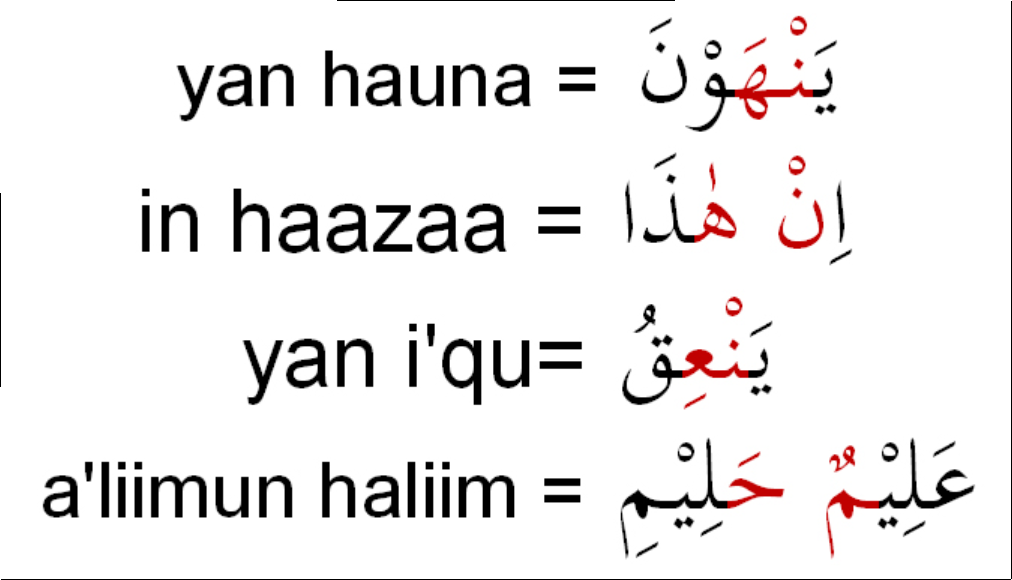 yan hauna = يَنْهَوْنَ
in haazaa = اِنْ هٰذَا
yan i'qu= يَنْعِقُ
a'liimun haliim = عَلِيْمٌ حَلِيْمِ